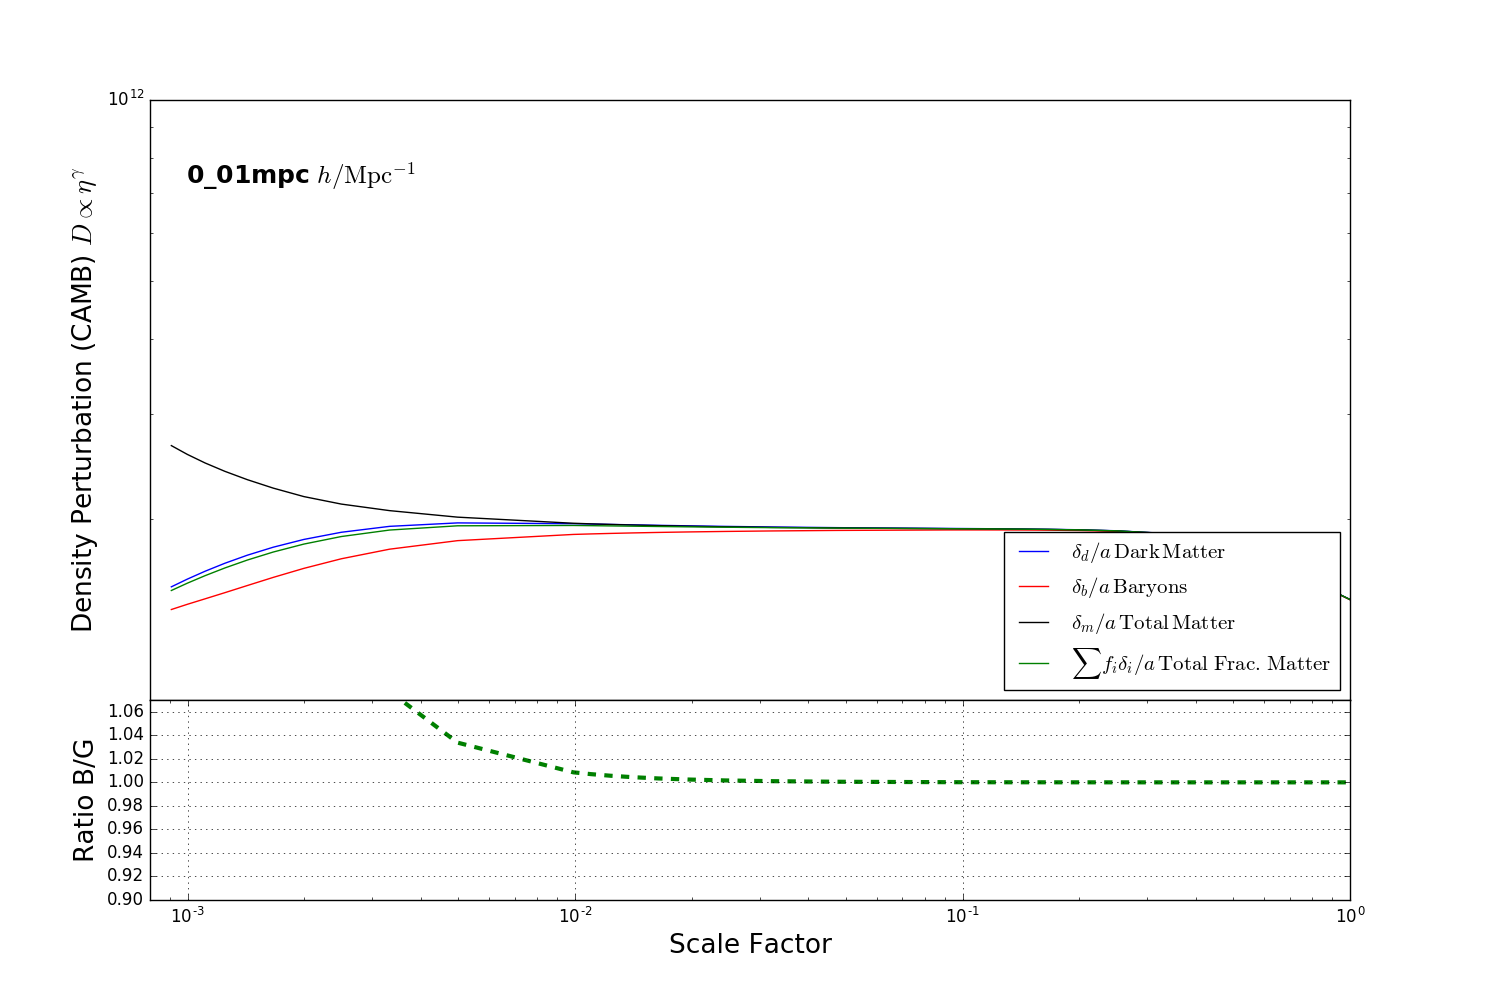 10^12
0_01mpc h/Mpc^−1
Density Perturbation (CAMB) D ∝ η^γ
δ_d/a Dark Matter
δ_b/a Baryons
δ_m/a Total Matter
∑ f_i δ_i/a Total Frac. Matter
1.06
1.04
1.02
1.00
0.98
0.96
0.94
0.92
0.90
Ratio B/G
10^-3 10^-2 10^-1 10^0
Scale Factor